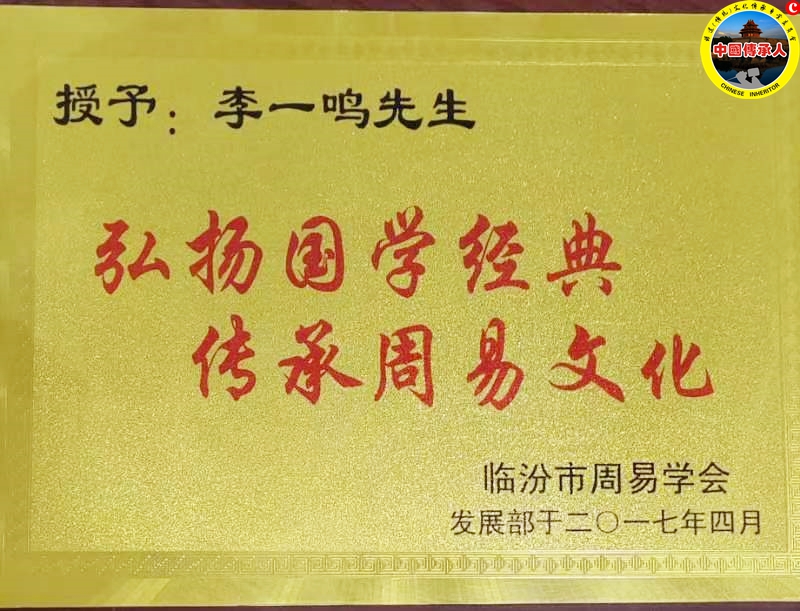 授予：李一鸣先生
弘扬国学经典
传承周易文化
临汾市周易学会
发展部于二〇一七年四月
中國傳承人
CHINESE INHERITOR
C